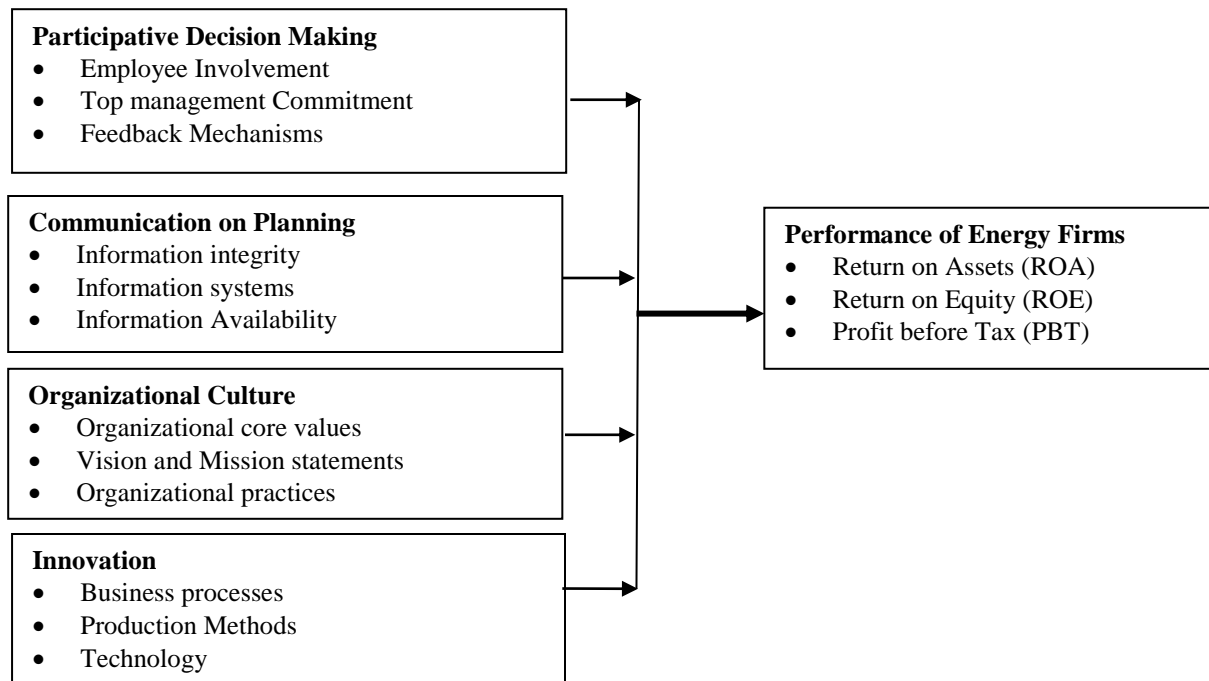 Participative Decision Making
• Employee Involvement
• Top management Commitment
• Feedback Mechanisms
Communication on Planning
• Information integrity
• Information systems
• Information Availability
Organizational Culture
• Organizational core values
• Vision and Mission statements
• Organizational practices
Innovation
• Business processes
• Production Methods
• Technology
Performance of Energy Firms
• Return on Assets (ROA)
• Return on Equity (ROE)
• Profit before Tax (PBT)